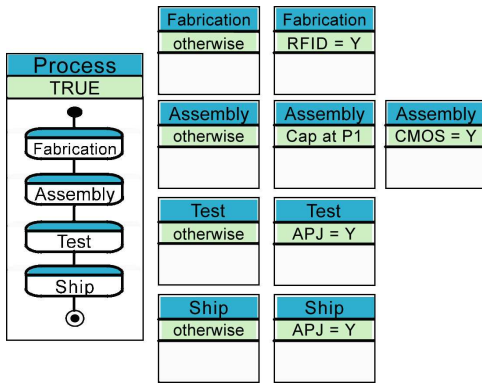 Process
TRUE
Fabrication
Assembly
Test
Ship
Fabrication
otherwise
Fabrication
RFID = Y
Assembly
otherwise
Assembly
Cap at P1
Assembly
CMOS = Y
Test
otherwise
Test
APJ = Y
Ship
otherwise
Ship
APJ = Y